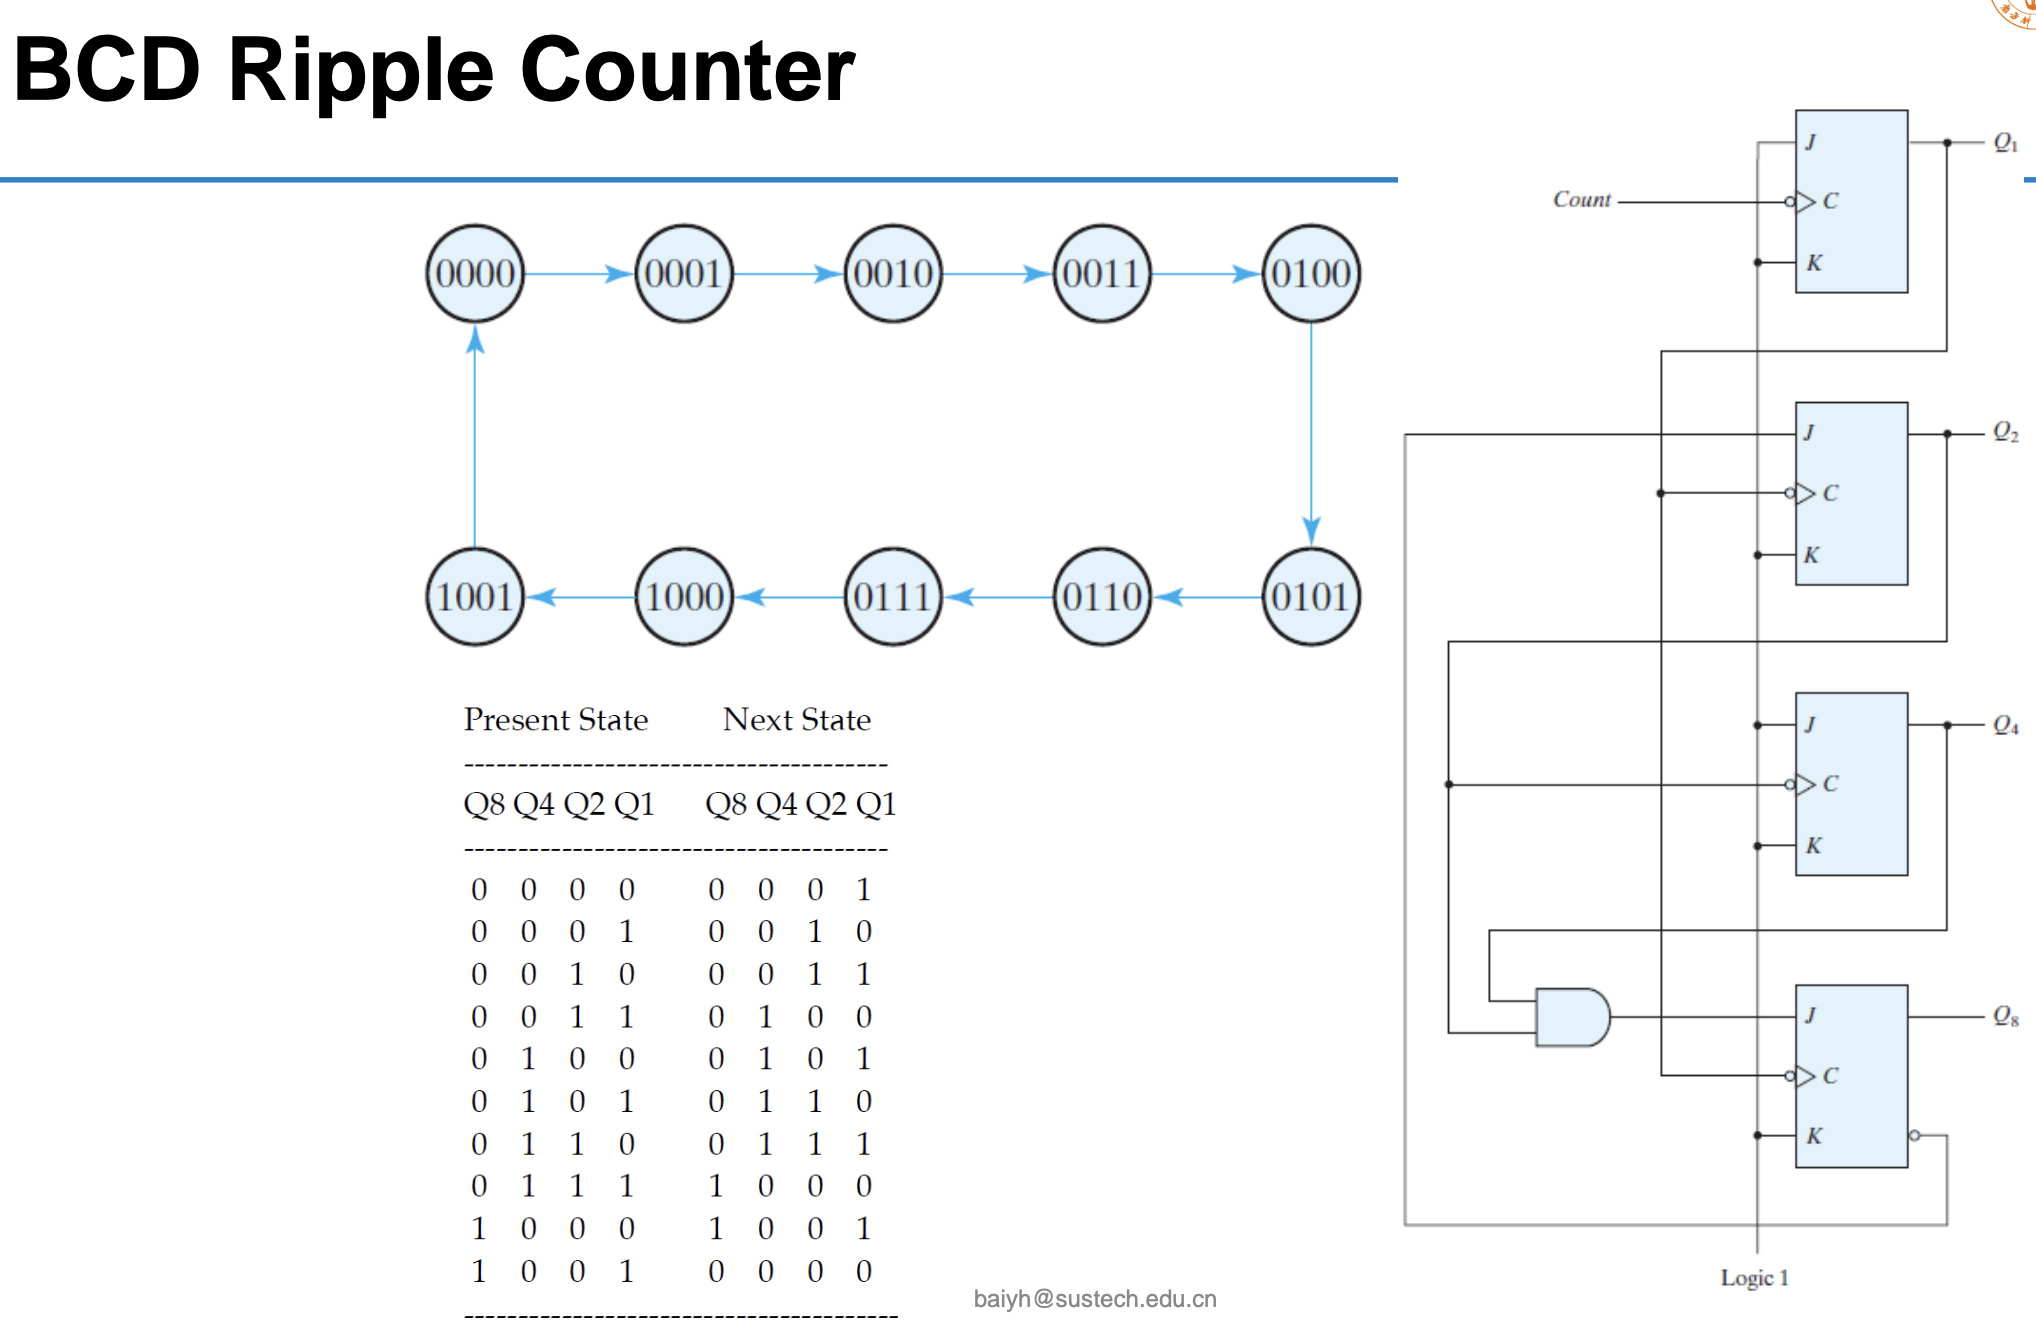 BCD Ripple Counter
0000 0001 0010 0011 0100
1001 1000 0111 0110 0101
Present State Next State
------------------------------------
Q8 Q4 Q2 Q1 Q8 Q4 Q2 Q1
------------------------------------
0 0 0 0 0 0 0 1
0 0 0 1 0 0 1 0
0 0 1 0 0 0 1 1
0 0 1 1 0 1 0 0
0 1 0 0 0 1 0 1
0 1 0 1 0 1 1 0
0 1 1 0 0 1 1 1
0 1 1 1 1 0 0 0
1 0 0 0 1 0 0 1
1 0 0 1 0 0 0 0
-------------------------------------
J Q1
Count C
K
J Q2
C
K
J Q4
C
K
J Q8
C
K
Logic 1
baiyh@sustech.edu.cn